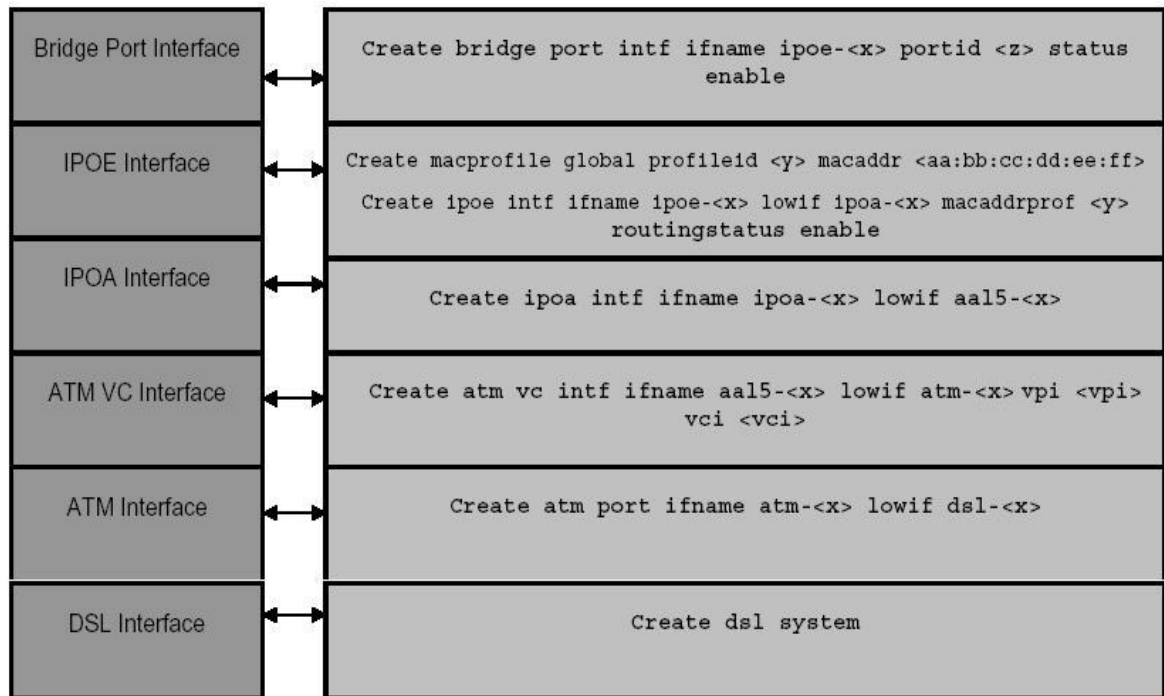 Bridge Port Interface
Create bridge port intf ifname ipoe-<x> portid <z> status
enable
IPOE Interface
Create macprofile global profileid <y> macaddr <aa:bb:cc:dd:ee:ff>
Create ipoe intf ifname ipoe-<x> lowif ipoa-<x> macaddrprof <y>
routingstatus enable
IPOA Interface
Create ipoa intf ifname ipoa-<x> lowif aal5-<x>
ATM VC Interface
Create atm vc intf ifname aal5-<x> lowif atm-<x> vpi <vpi>
vci <vci>
ATM Interface
Create atm port ifname atm-<x> lowif dsl-<x>
DSL Interface
Create dsl system